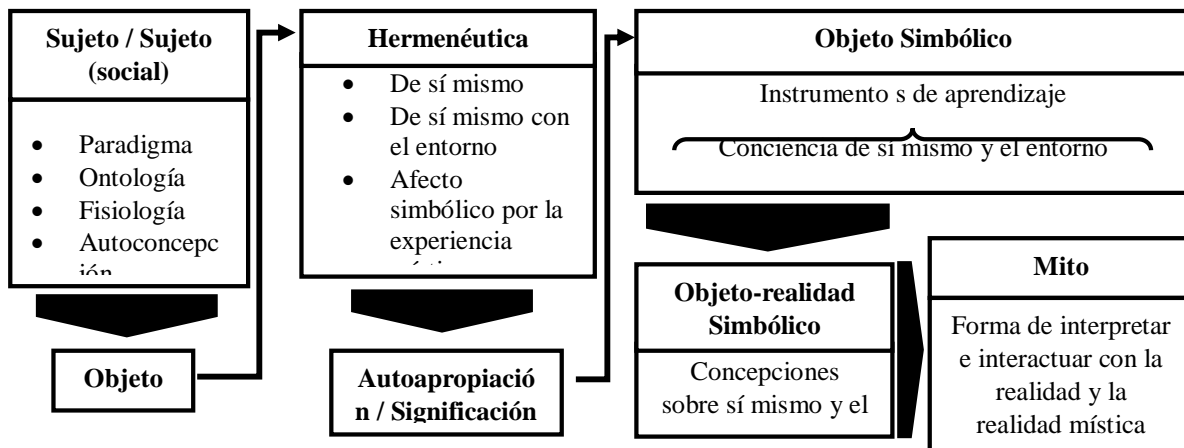 Sujeto / Sujeto
(social)
• Paradigma
• Ontología
• Fisiología
• Autoconcepc
ión
Objeto
Hermenéutica
• De sí mismo
• De sí mismo con
el entorno
• Afecto
simbólico por la
experiencia
Autoapropiació
n / Significación
Objeto Simbólico
Instrumento s de aprendizaje
Conciencia de sí mismo y el entorno
Objeto-realidad
Simbólico
Concepciones
sobre sí mismo y el
Mito
Forma de interpretar
e interactuar con la
realidad y la
realidad mística